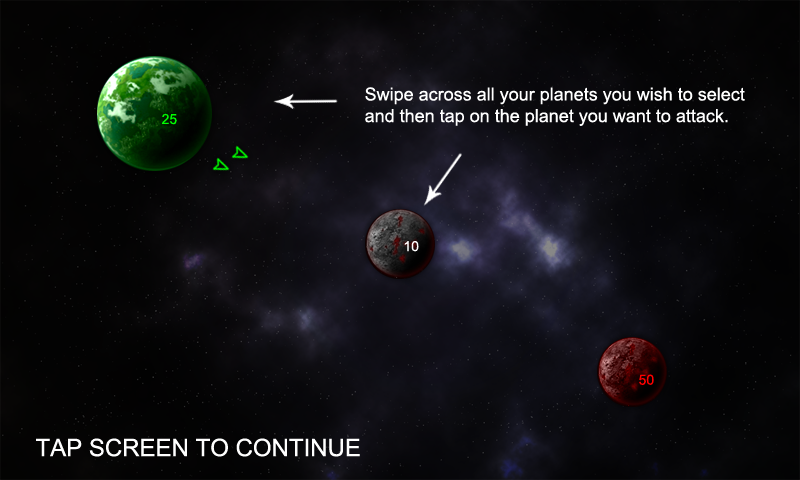 Swipe across all your planets you wish to select
and then tap on the planet you want to attack.
25
10
50
TAP SCREEN TO CONTINUE